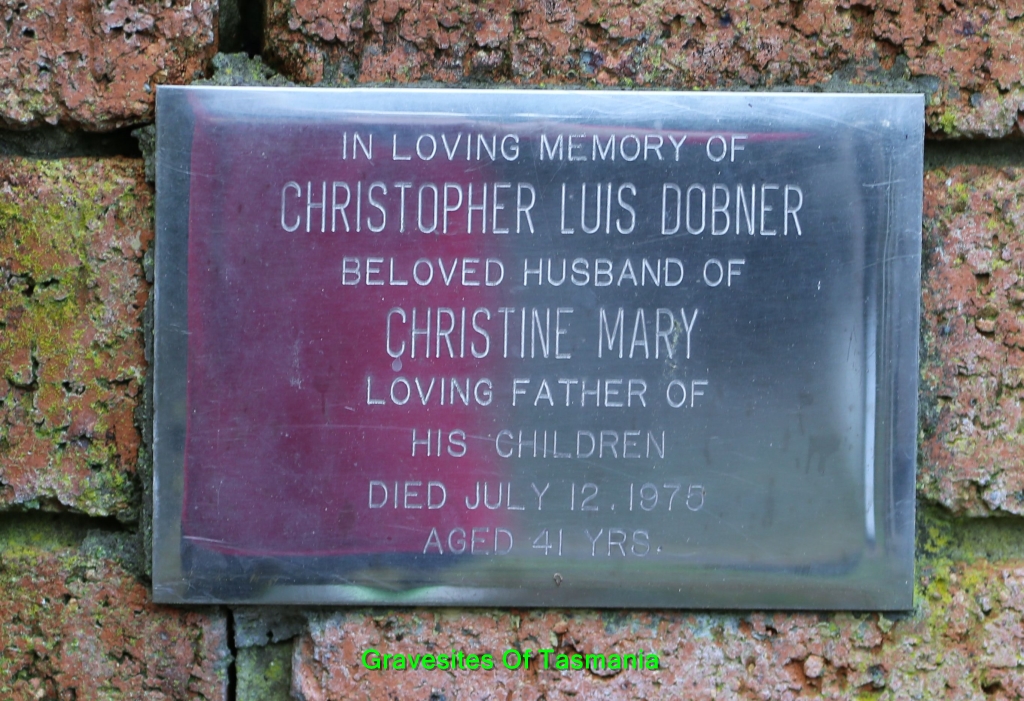 IN LOVING MEMORY OF
CHRISTOPHER LUIS DOBNER
BELOVED HUSBAND OF
CHRISTINE MARY
LOVING FATHER OF
HIS CHILDREN
DIED JULY 12. 1975
AGED 41 YRS.
Gravesites Of Tasmania